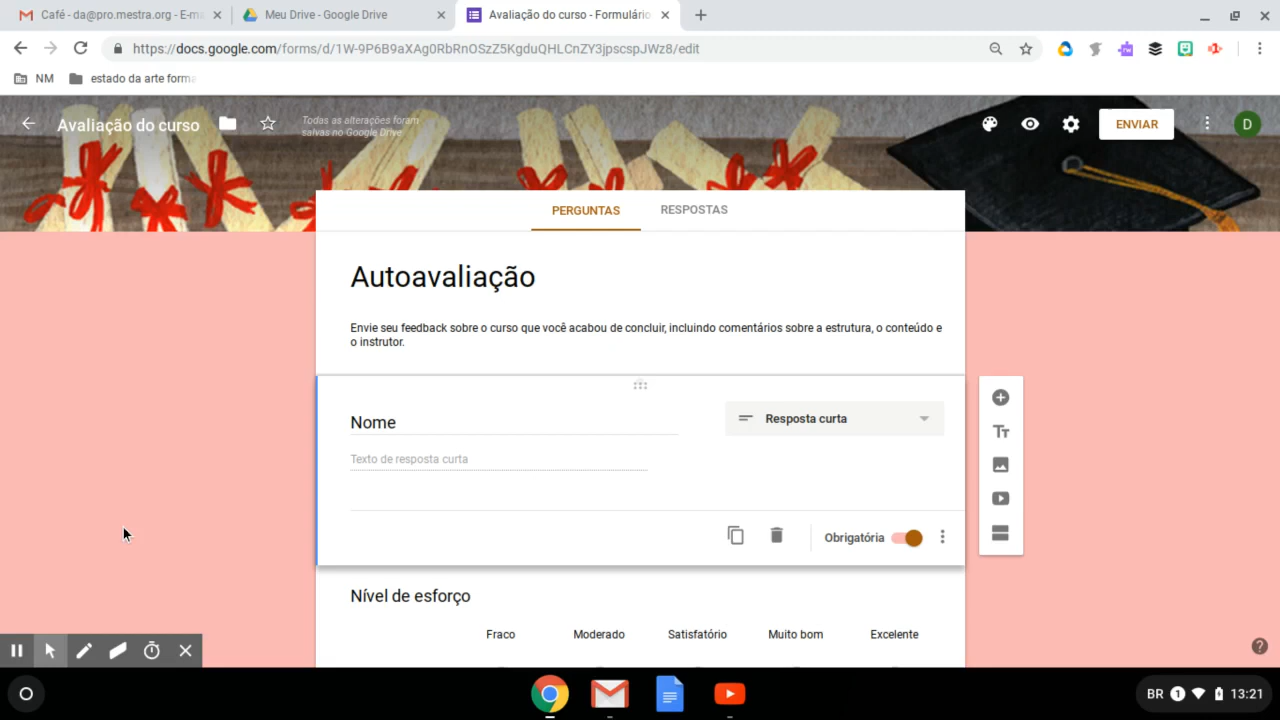 Café - da@pro.mestra.org - E-ma
Meu Drive - Google Drive
Avaliação do curso - Formulário
https://docs.google.com/forms/d/1W-9P6B9aXAg0RbRnOSzZ5KgduQHLCnZY3jpscspJWz8/edit
NM
estado da arte forma
Avaliação do curso
Todas as alterações foram
salvas no Google Drive
ENVIAR
D
PERGUNTAS
RESPOSTAS
Autoavaliação
Envie seu feedback sobre o curso que você acabou de concluir, incluindo comentários sobre a estrutura, o conteúdo e
o instrutor.
Nome
Resposta curta
Texto de resposta curta
Obrigatória
Nível de esforço
Fraco
Moderado
Satisfatório
Muito bom
Excelente
BR
1
13:21